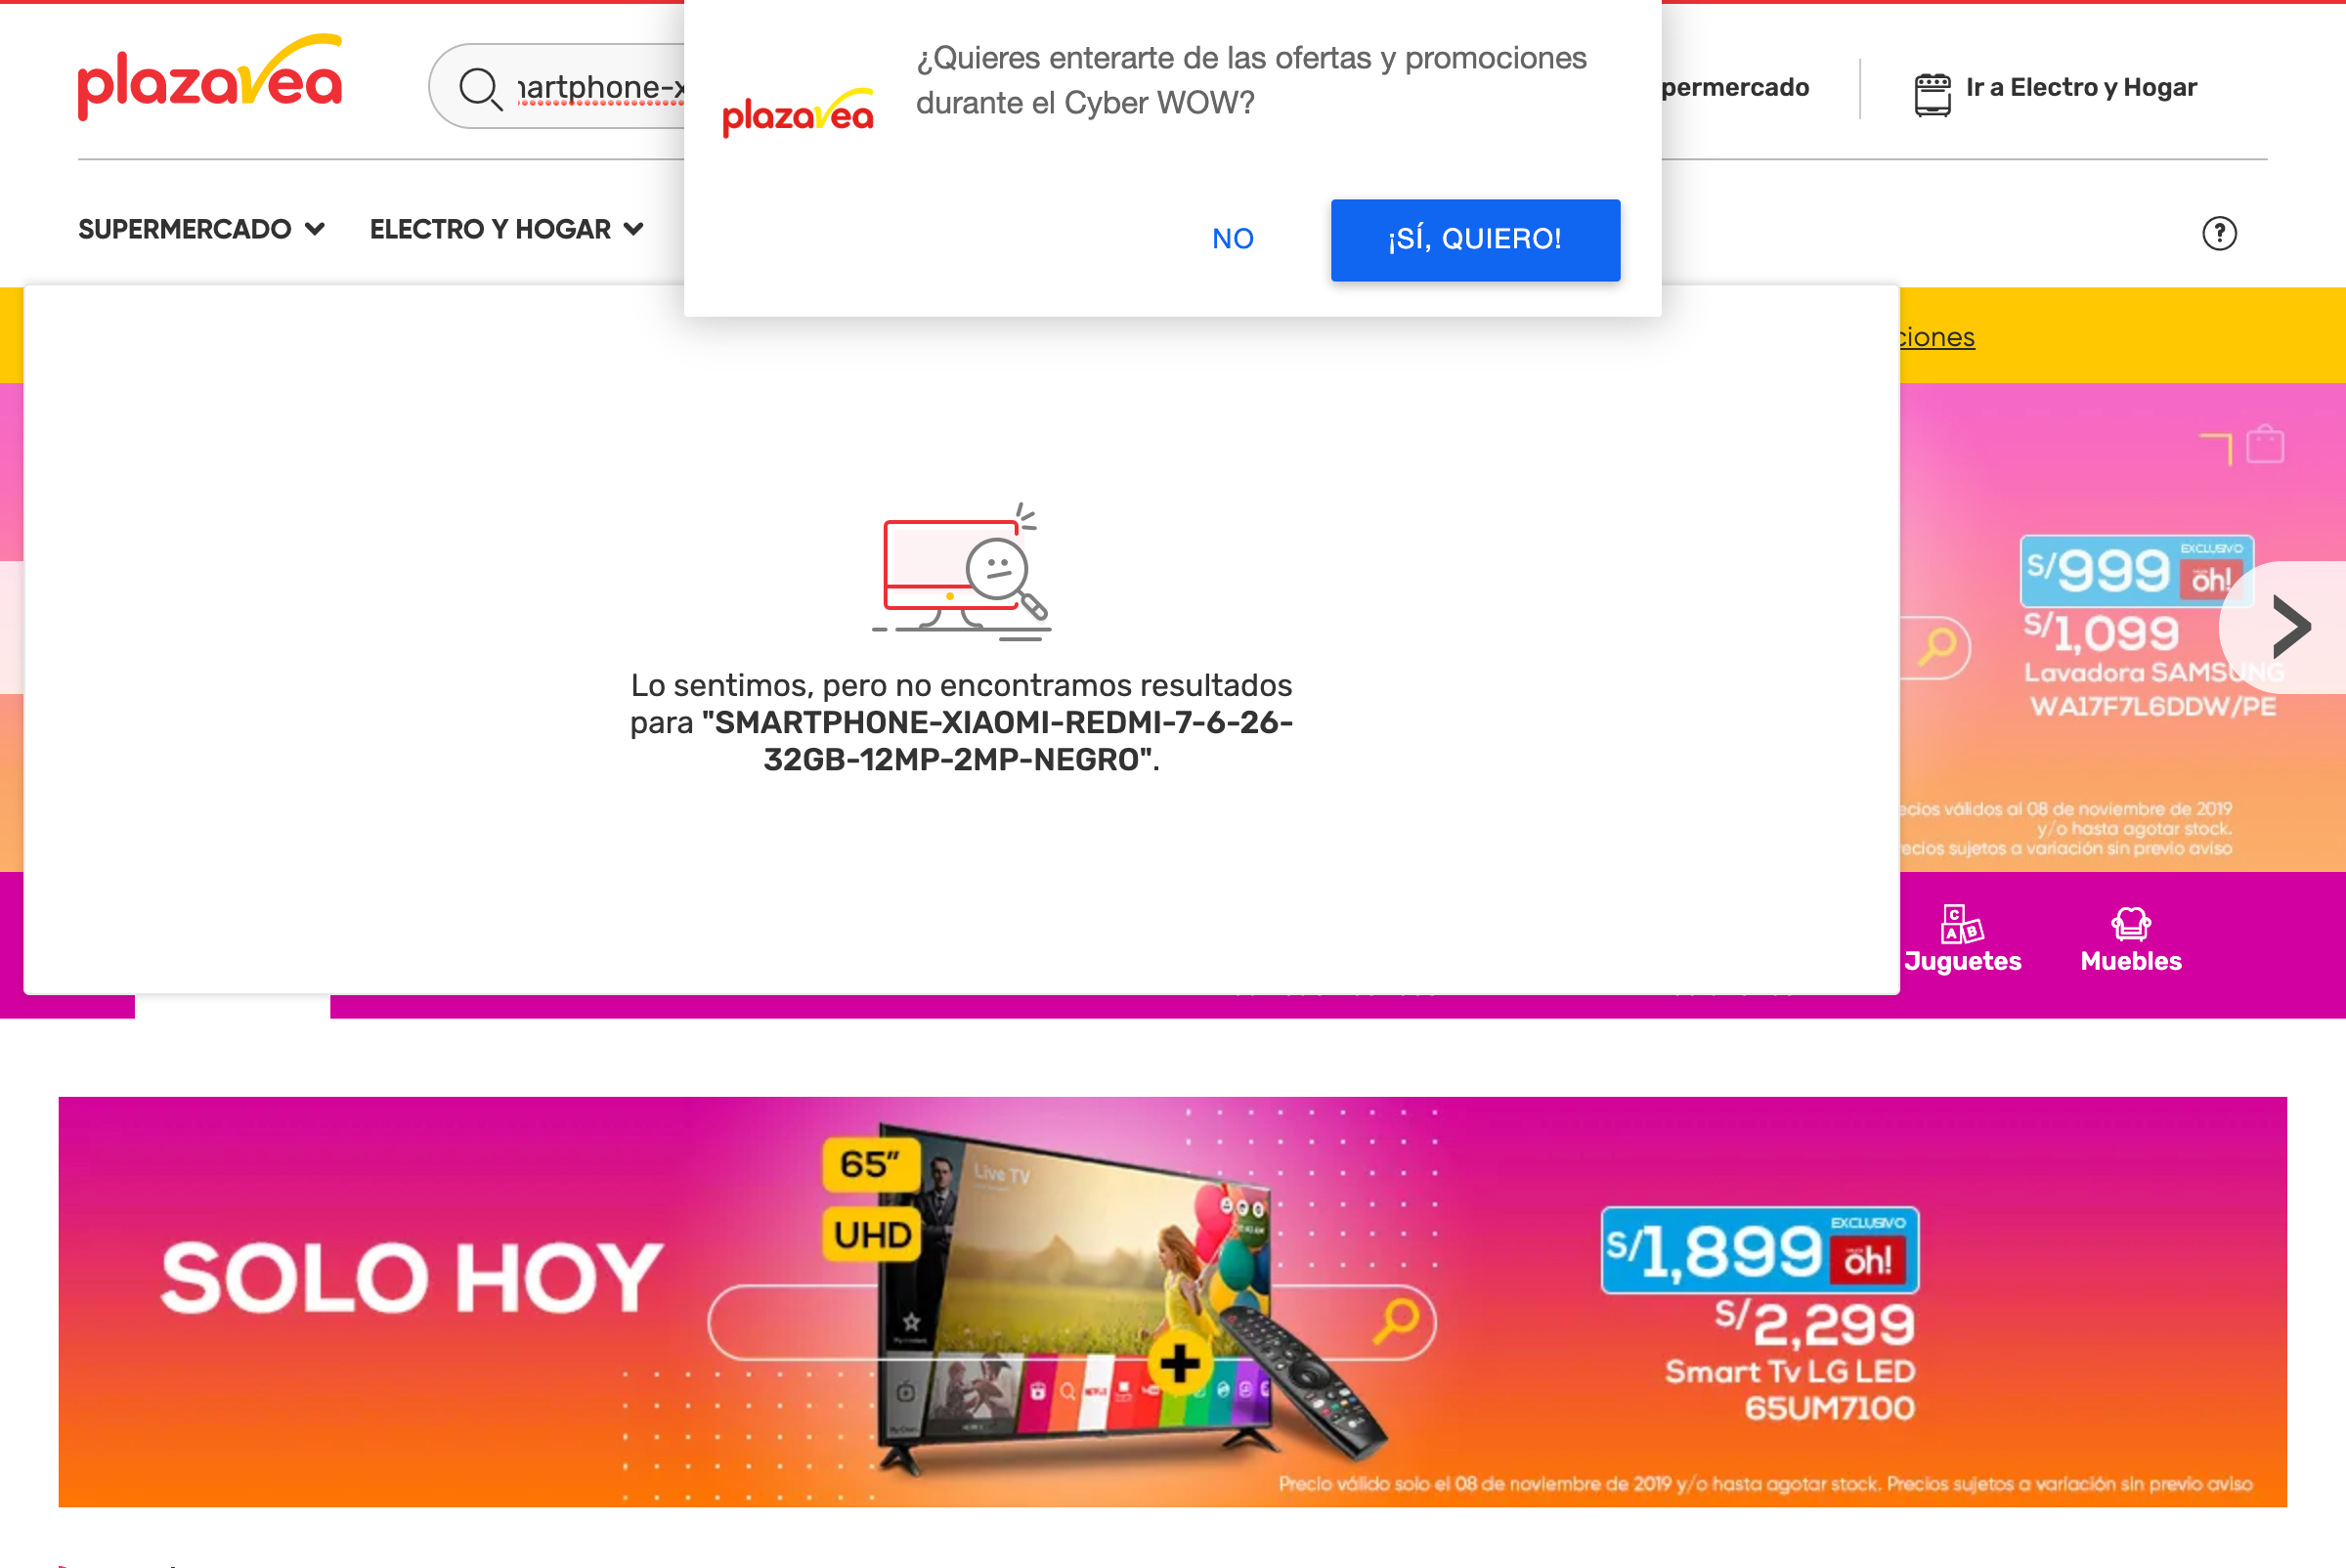 plazavea
martphone-x
plazavea
¿Quieres enterarte de las ofertas y promociones
durante el Cyber WOW?
NO
¡SÍ, QUIERO!
permercado
Ir a Electro y Hogar
SUPERMERCADO
ELECTRO Y HOGAR
?
ciones
Lo sentimos, pero no encontramos resultados
para "SMARTPHONE-XIAOMI-REDMI-7-6-26-
32GB-12MP-2MP-NEGRO".
S/999 EXCLUSIVO oh!
S/1,099
Lavadora SAMSUNG
WA17F7L6DDW/PE
ecios válidos al 08 de noviembre de 2019
y/o hasta agotar stock.
recios sujetos a variación sin previo aviso
C A B
Juguetes
Muebles
SOLO HOY
65”
UHD
Live TV
S/1,899 EXCLUSIVO oh!
S/2,299
Smart Tv LG LED
65UM7100
Precio válido solo el 08 de noviembre de 2019 y/o hasta agotar stock. Precios sujetos a variación sin previo aviso